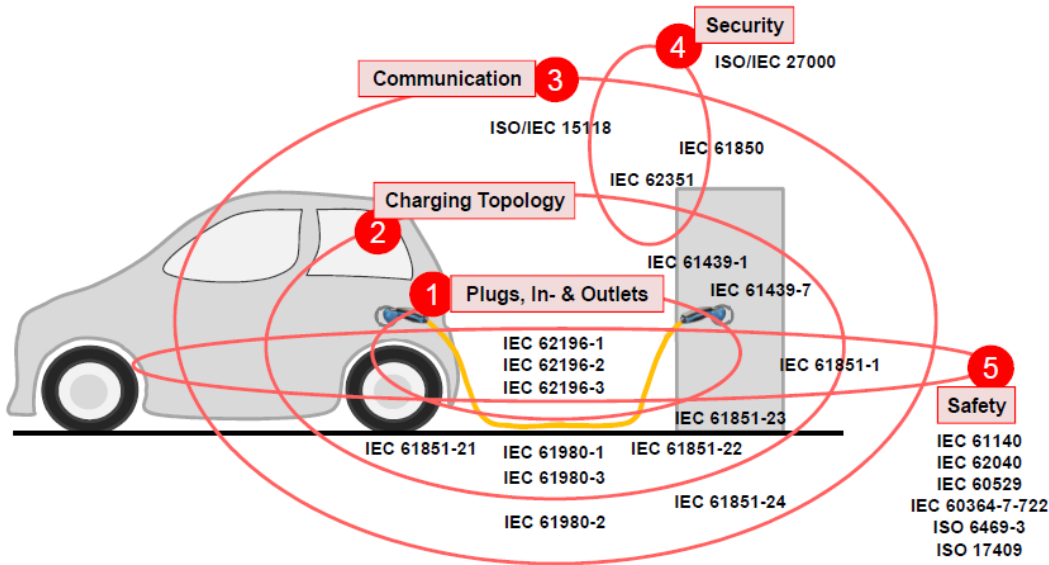 4
Security
ISO/IEC 27000
Communication
3
ISO/IEC 15118
IEC 61850
IEC 62351
Charging Topology
2
IEC 61439-1
IEC 61439-7
1
Plugs, In- & Outlets
IEC 62196-1
IEC 62196-2
IEC 62196-3
IEC 61851-1
5
Safety
IEC 61851-23
IEC 61851-21
IEC 61980-1
IEC 61980-3
IEC 61851-22
IEC 61851-24
IEC 61980-2
IEC 61140
IEC 62040
IEC 60529
IEC 60364-7-722
ISO 6469-3
ISO 17409